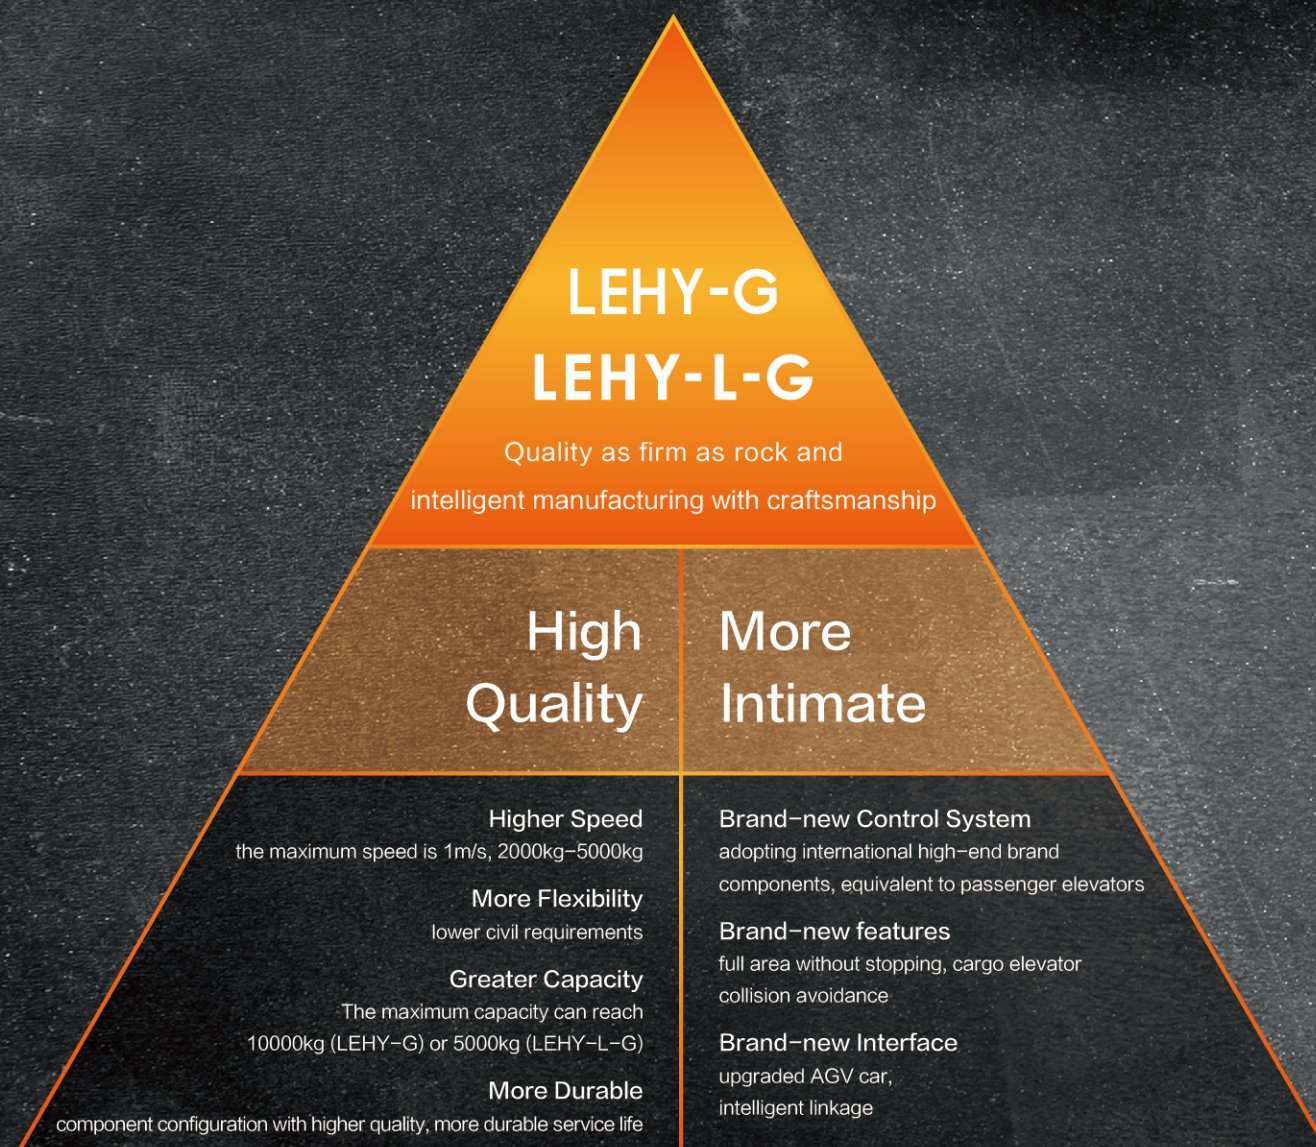 LEHY-G
LEHY-L-G
Quality as firm as rock and
intelligent manufacturing with craftsmanship
High
Quality
More
Intimate
Higher Speed
the maximum speed is 1m/s, 2000kg-5000kg
More Flexibility
lower civil requirements
Greater Capacity
The maximum capacity can reach
10000kg (LEHY-G) or 5000kg (LEHY-L-G)
More Durable
component configuration with higher quality, more durable service life
Brand-new Control System
adopting international high-end brand
components, equivalent to passenger elevators
Brand-new features
full area without stopping, cargo elevator
collision avoidance
Brand-new Interface
upgraded AGV car,
intelligent linkage